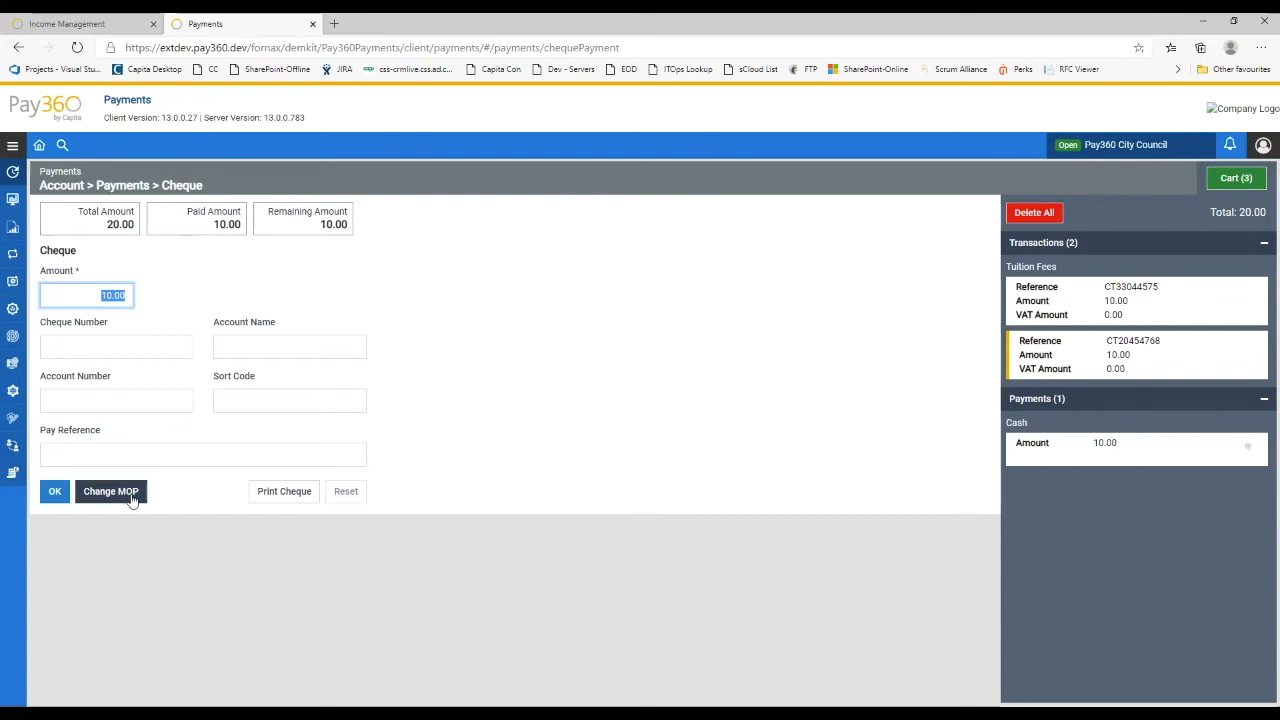 Income Management
Payments
https://extdev.pay360.dev/fornax/demkit/Pay360Payments/client/payments/#/payments/chequePayment
Projects - Visual Stu...
Capita Desktop
CC
SharePoint-Offline
JIRA
css-crmlive.css.ad.c...
Capita Con
Dev - Servers
EOD
ITOps Lookup
sCloud List
FTP
SharePoint-Online
Scrum Alliance
Perks
RFC Viewer
Other favourites
Pay360
by Capita
Payments
Client Version: 13.0.0.27 | Server Version: 13.0.0.783
Company Logo
Open Pay360 City Council
Payments
Account > Payments > Cheque
Cart (3)
Total Amount
20.00
Paid Amount
10.00
Remaining Amount
10.00
Cheque
Amount *
10.00
Cheque Number
Account Name
Account Number
Sort Code
Pay Reference
OK
Change MOP
Print Cheque
Reset
Delete All
Total: 20.00
Transactions (2)
Tuition Fees
Reference CT33044575
Amount 10.00
VAT Amount 0.00
Reference CT20454768
Amount 10.00
VAT Amount 0.00
Payments (1)
Cash
Amount 10.00